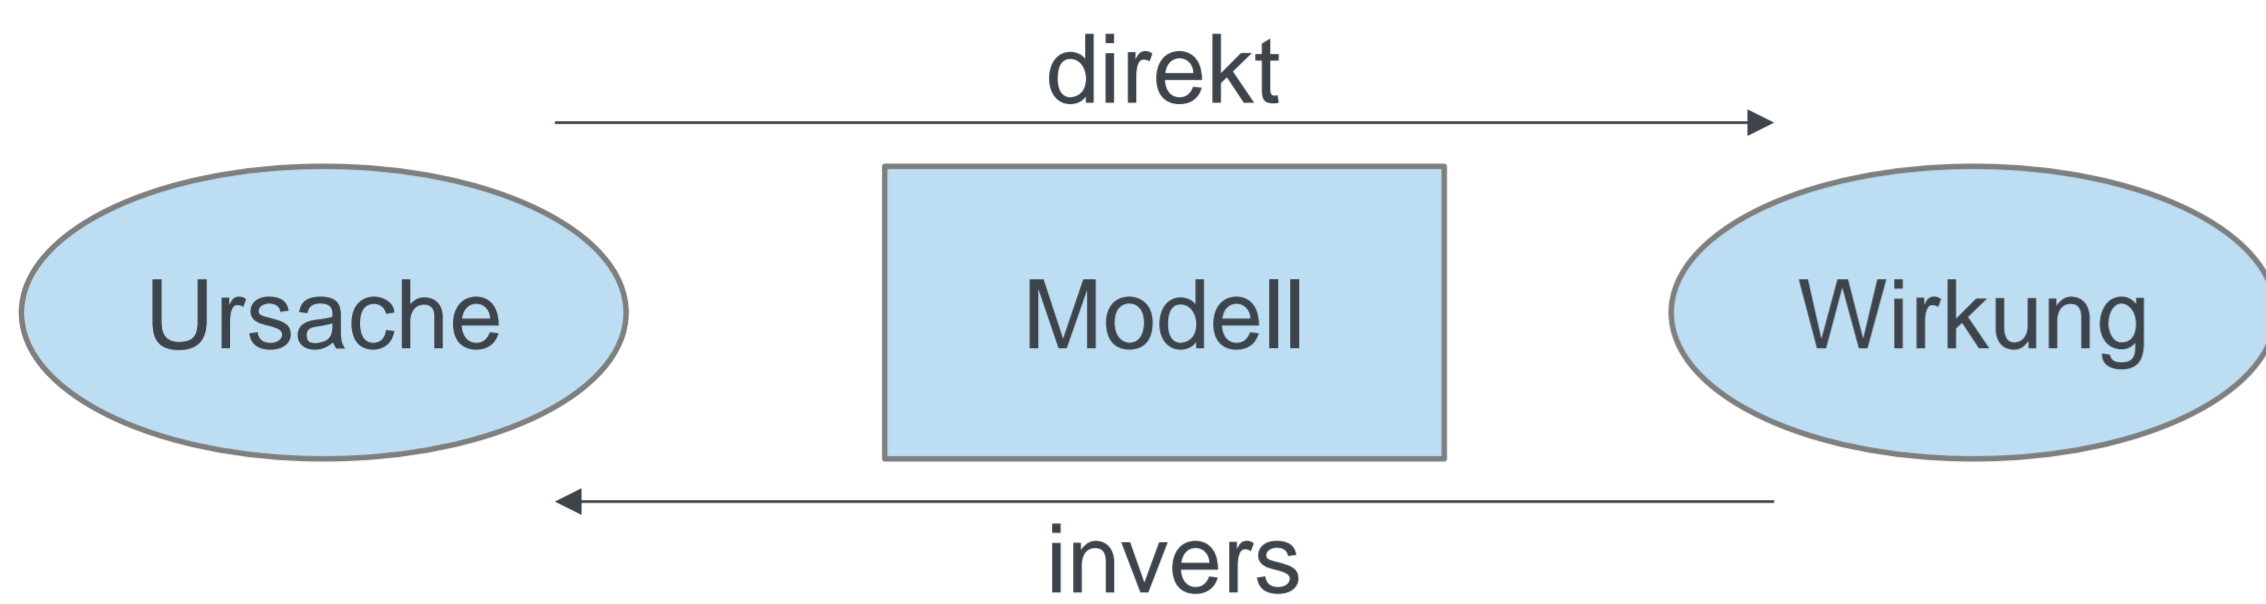 direkt
Ursache
Modell
Wirkung
invers